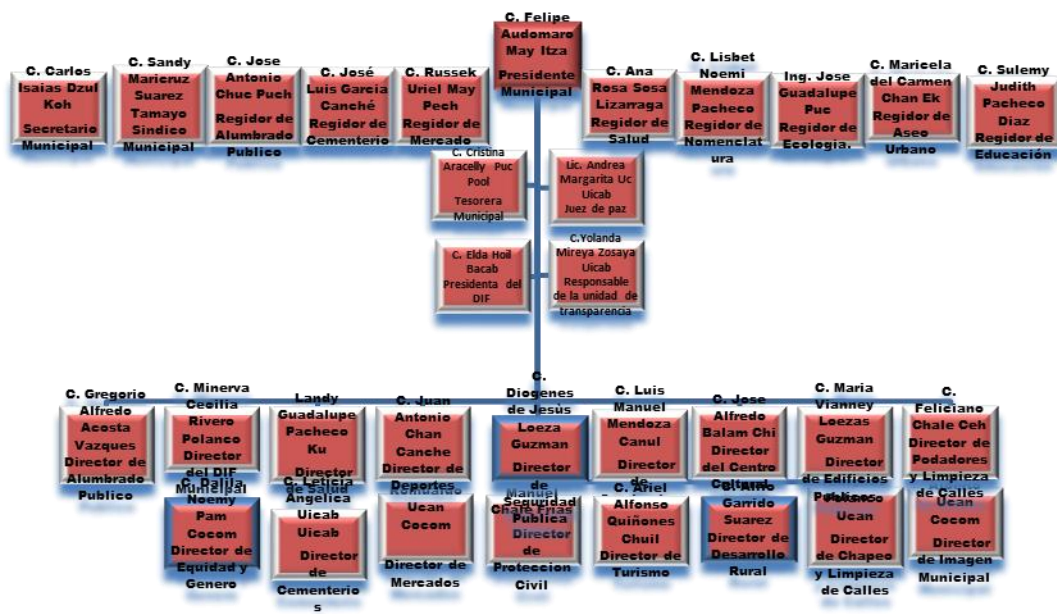 C. Felipe
Audomaro
May Itza
Presidente
Municipal
C. Carlos
Isaias Dzul
Koh
Secretario
Municipal
C. Sandy
Maricruz
Suarez
Tamayo
Sindico
Municipal
C. Jose
Antonio
Chuc Puch
Regidor de
Alumbrado
Publico
C. José
Luis Garcia
Canché
Regidor de
Cementerio
C. Russek
Uriel May
Pech
Regidor de
Mercado
C. Ana
Rosa Sosa
Lizarraga
Regidor de
Salud
C. Lisbet
Noemi
Mendoza
Pacheco
Regidor de
Nomenclat
ura
Ing. Jose
Guadalupe
Puc
Regidor de
Ecología.
C. Maricela
del Carmen
Chan Ek
Regidor de
Aseo
Urbano
C. Sulemy
Judith
Pacheco
Diaz
Regidor de
Educación
C. Cristina
Aracelly Puc
Pool
Tesorera
Municipal
Lic. Andrea
Margarita Uc
Uicab
Juez de paz
C. Elda Hoil
Bacab
Presidenta del
DIF
C.Yolanda
Mireya Zosaya
Uicab
Responsable
de la unidad de
transparencia
C. Gregorio
Alfredo
Acosta
Vazques
Director de
Alumbrado
Publico
C. Minerva
Cecilia
Rivero
Polanco
Director
del DIF
Municipal
Landy
Guadalupe
Pacheco
Ku
Director
de Salud
C. Juan
Antonio
Chan
Canche
Director de
Deportes
C.
Diogenes
de Jesùs
Loeza
Guzman
Director
de
Seguridad
Publica
C. Luis
Manuel
Mendoza
Canul
Director
de
C. Jose
Alfredo
Balam Chi
Director
del Centro
Cultural
C. Maria
Vianney
Loezas
Guzman
Director
de Edificios
Publicos
C.
Feliciano
Chale Ceh
Director de
Podadores
y Limpieza
de Calles
C. Dalila
Noemy
Pam
Cocom
Director de
Equidad y
Genero
C. Leticia
Angelica
Uicab
Uicab
Director
de
Cementerio
s
Romualdo
Ucan
Cocom
Director
de Mercados
Manuel
Chale Frias
Director
de
Proteccion
Civil
C. Ariel
Alfonso
Quiñones
Chuil
Director de
Turismo
Garrido
Suarez
Director de
Desarrollo
Rural
Ucan
Director
de Chapeo
y Limpieza
de Calles
Ucan
Cocom
Director
de Imagen
Municipal